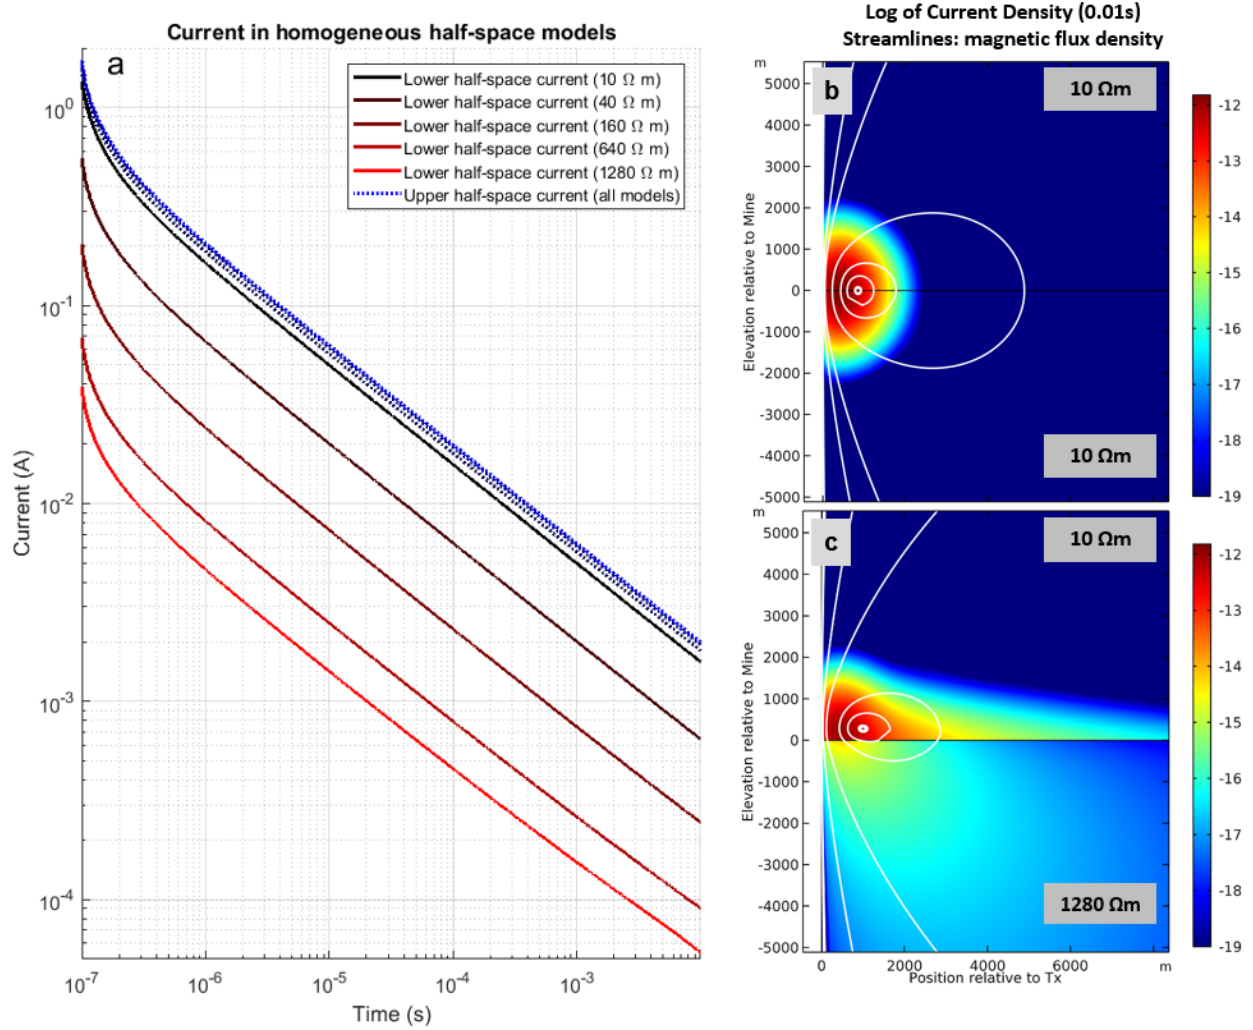 Current in homogeneous half-space models
a
Lower half-space current (10 Ω m)
Lower half-space current (40 Ω m)
Lower half-space current (160 Ω m)
Lower half-space current (640 Ω m)
Lower half-space current (1280 Ω m)
Upper half-space current (all models)
Current (A)
10^0
10^-1
10^-2
10^-3
10^-4
10^-7
10^-6
10^-5
10^-4
10^-3
Time (s)
Log of Current Density (0.01s)
Streamlines: magnetic flux density
m
b
10 Ωm
10 Ωm
Elevation relative to Mine
5000
4000
3000
2000
1000
0
-1000
-2000
-3000
-4000
-5000
-12
-13
-14
-15
-16
-17
-18
-19
m
c
10 Ωm
1280 Ωm
Elevation relative to Mine
5000
4000
3000
2000
1000
0
-1000
-2000
-3000
-4000
-5000
-12
-13
-14
-15
-16
-17
-18
-19
0
2000
4000
6000
m
Position relative to Tx